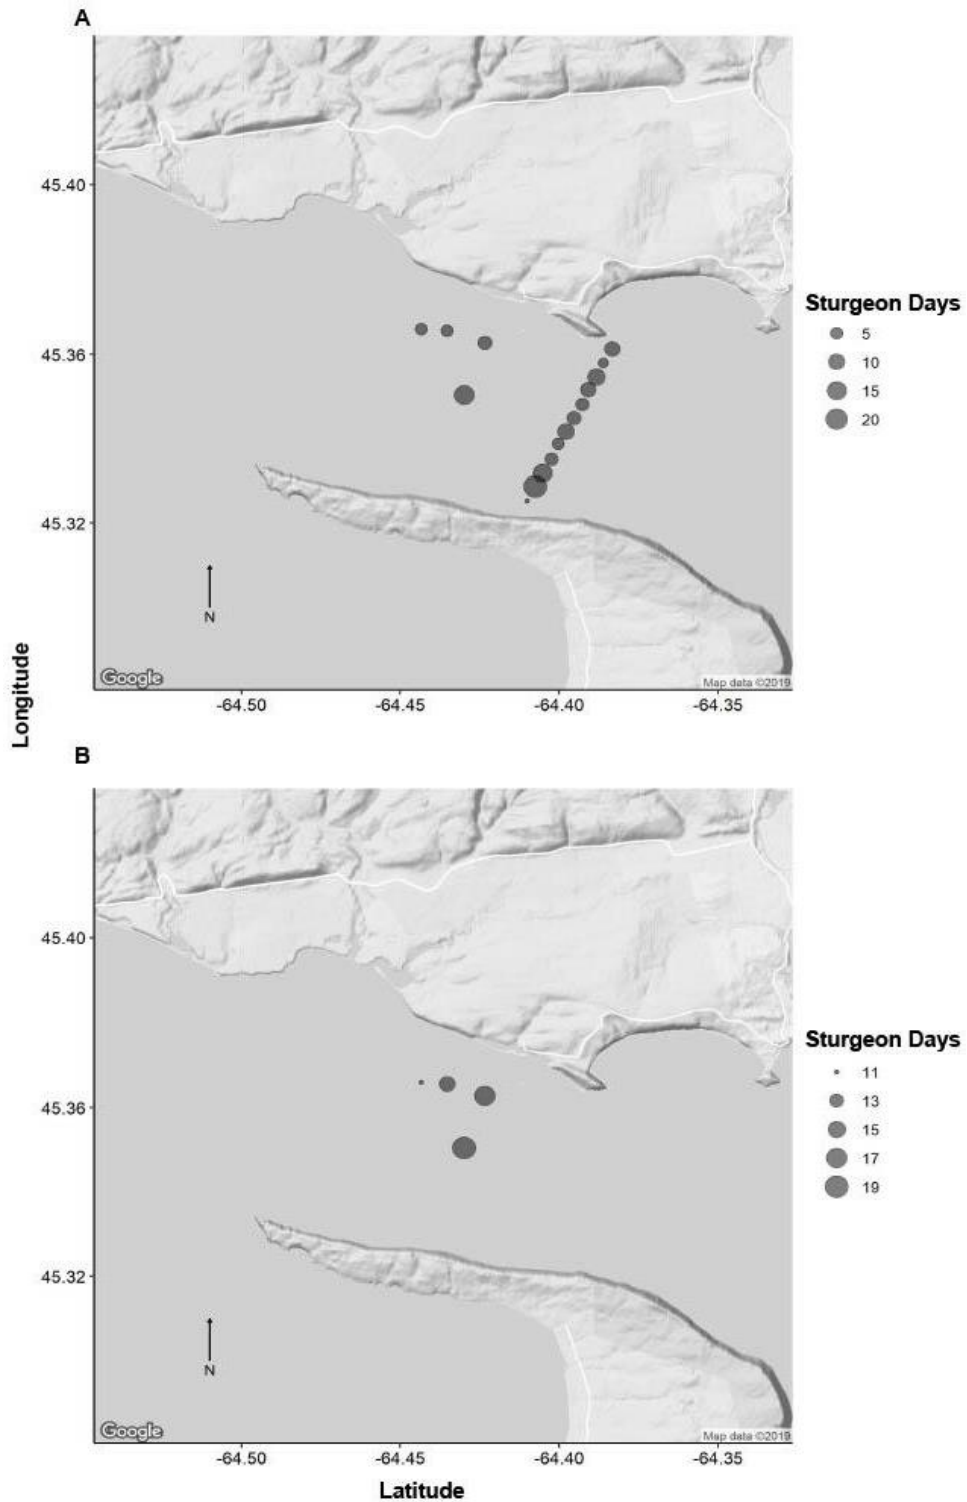 A
45.40
45.36
45.32
N
Google
Map data ©2019
-64.50
-64.45
-64.40
-64.35
Sturgeon Days
5
10
15
20
Longitude
B
45.40
45.36
45.32
N
Google
Map data ©2019
-64.50
-64.45
-64.40
-64.35
Sturgeon Days
11
13
15
17
19
Latitude